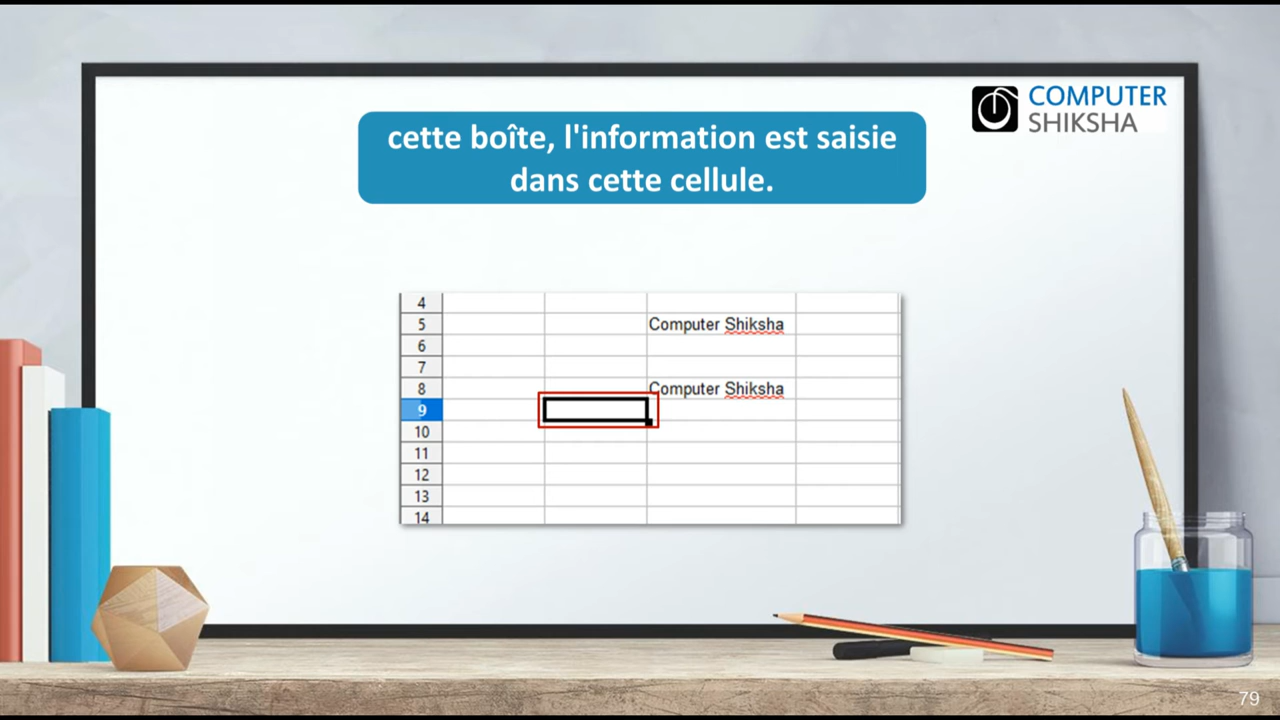 COMPUTER
SHIKSHA
cette boîte, l'information est saisie
dans cette cellule.
4
5 Computer Shiksha
6
7
8 Computer Shiksha
9
10
11
12
13
14
79